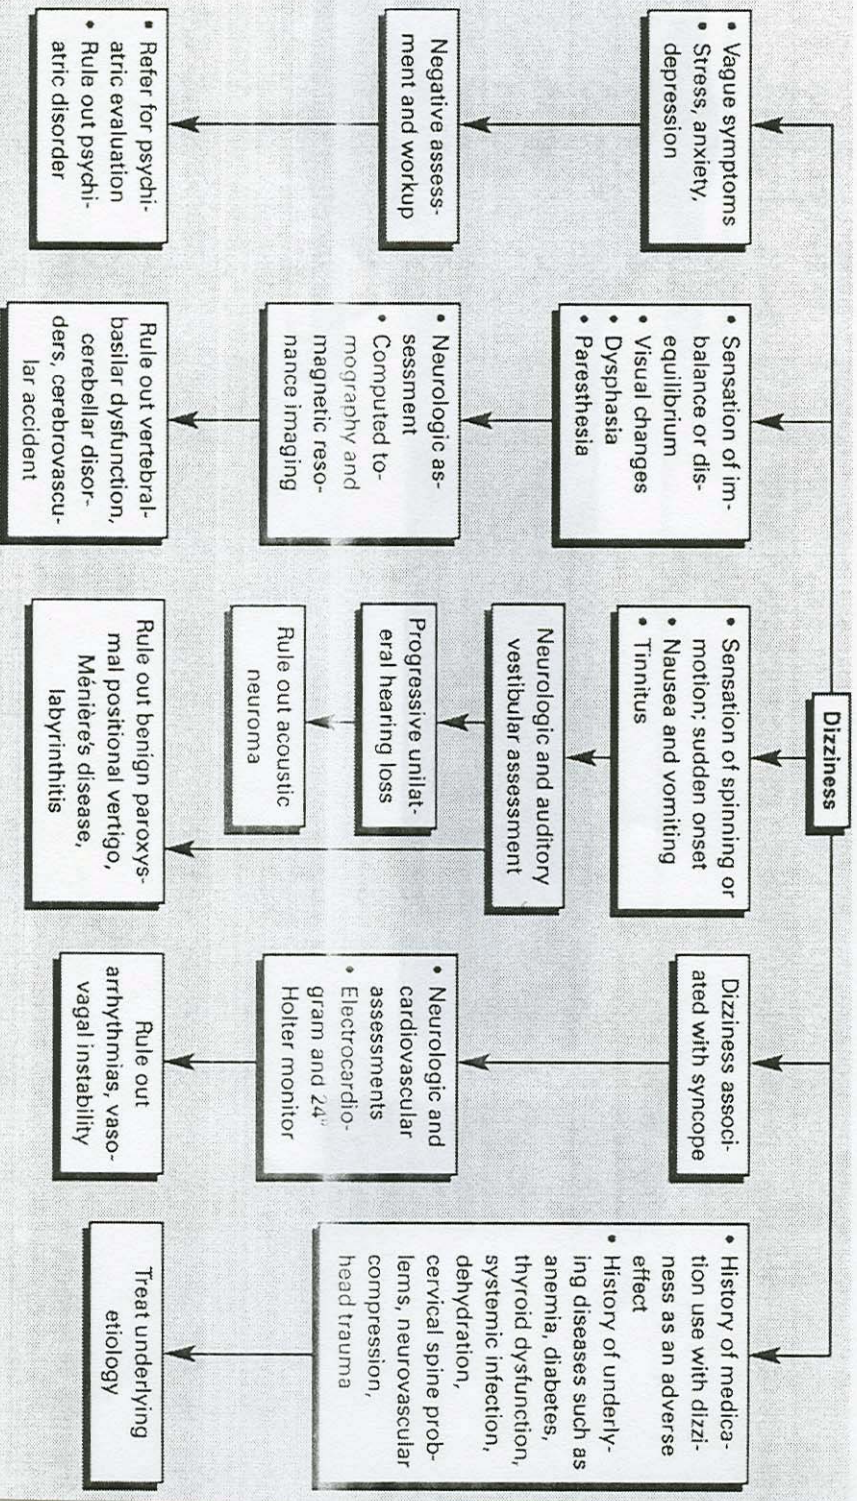 Dizziness
• Vague symptoms
• Stress, anxiety,
depression
Negative assess-
ment and workup
• Refer for psychi-
atric evaluation
• Rule out psychi-
atric disorder
• Sensation of im-
balance or dis-
equilibrium
• Visual changes
• Dysphasia
• Paresthesia
• Neurologic as-
sessment
• Computed to-
mography and
magnetic reso-
nance imaging
Rule out vertebral-
basilar dysfunction,
cerebellar disor-
ders, cerebrovascu-
lar accident
• Sensation of spinning or
motion; sudden onset
• Nausea and vomiting
• Tinnitus
Neurologic and auditory
vestibular assessment
Progressive unilat-
eral hearing loss
Rule out acoustic
neuroma
Rule out benign paroxys-
mal positional vertigo,
Ménière's disease,
labyrinthitis
Dizziness associ-
ated with syncope
• Neurologic and
cardiovascular
assessments
• Electrocardio-
gram and 24ʰ
Holter monitor
Rule out
arrhythmias, vaso-
vagal instability
• History of medica-
tion use with dizzi-
ness as an adverse
effect
• History of underly-
ing diseases such as
anemia, diabetes,
thyroid dysfunction,
systemic infection,
dehydration,
cervical spine prob-
lems, neurovascular
compression,
head trauma
Treat underlying
etiology